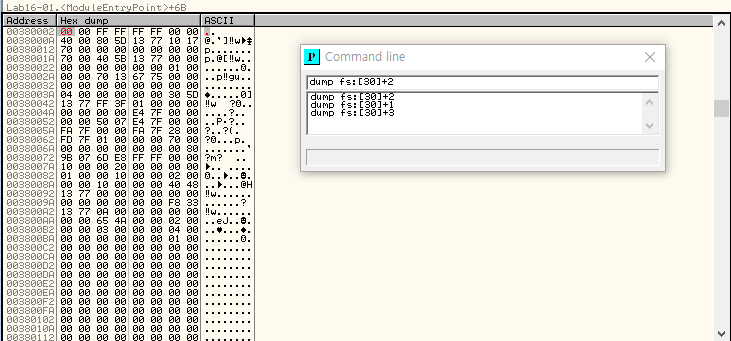 Lab16-01.<ModuleEntryPoint>+6B
Address Hex dump ASCII
00380002 00 00 FF FF FF FF 00 00 ..
0038000A 40 00 80 5D 13 77 10 17
00380012 70 00 00 00 00 00 00 00 p.......
0038001A 70 00 40 5B 13 77 00 00 p.@[‼w..
00380022 00 00 00 00 00 00 01 00 ......☺.
0038002A 00 00 70 13 67 75 00 00 ..p‼gu..
00380032 00 00 00 00 00 00 00 00 ........
0038003A 04 00 00 00 00 00 30 5D ♦.....0]
00380042 13 77 FF 3F 01 00 00 00
0038004A 00 00 00 00 E4 7F 00 00
00380052 00 00 50 07 E4 7F 00 00
0038005A FA 7F 00 00 FA 7F 28 00
00380062 FD 7F 01 00 00 00 70 00
0038006A 00 00 00 00 00 00 00 80
00380072 9B 07 6D E8 FF FF 00 00
0038007A 10 00 00 20 00 00 00 00
00380082 01 00 00 10 00 00 02 00
0038008A 00 00 10 00 00 00 40 48
00380092 13 77 00 00 00 00 00 00 ‼w......
0038009A 00 00 00 00 00 00 F8 33
003800A2 13 77 0A 00 00 00 00 00 ‼w......
003800AA 00 00 65 4A 00 00 02 00 ..eJ..☻.
003800B2 00 00 03 00 00 00 04 00 ..♥...♦.
003800BA 00 00 00 00 00 00 01 00 ......☺.
003800C2 00 00 00 00 00 00 00 00 ........
003800CA 00 00 00 00 00 00 00 00 ........
003800D2 00 00 00 00 00 00 00 00 ........
003800DA 00 00 00 00 00 00 00 00 ........
003800E2 00 00 00 00 00 00 00 00 ........
003800EA 00 00 00 00 00 00 00 00 ........
003800F2 00 00 00 00 00 00 00 00 ........
003800FA 00 00 00 00 00 00 00 00 ........
00380102 00 00 00 00 00 00 00 00 ........
0038010A 00 00 00 00 00 00 00 00 ........
00380112 00 00 00 00 00 00 00 00 ........
P Command line
dump fs:[30]+2
dump fs:[30]+2
dump fs:[30]+1
dump fs:[30]+3